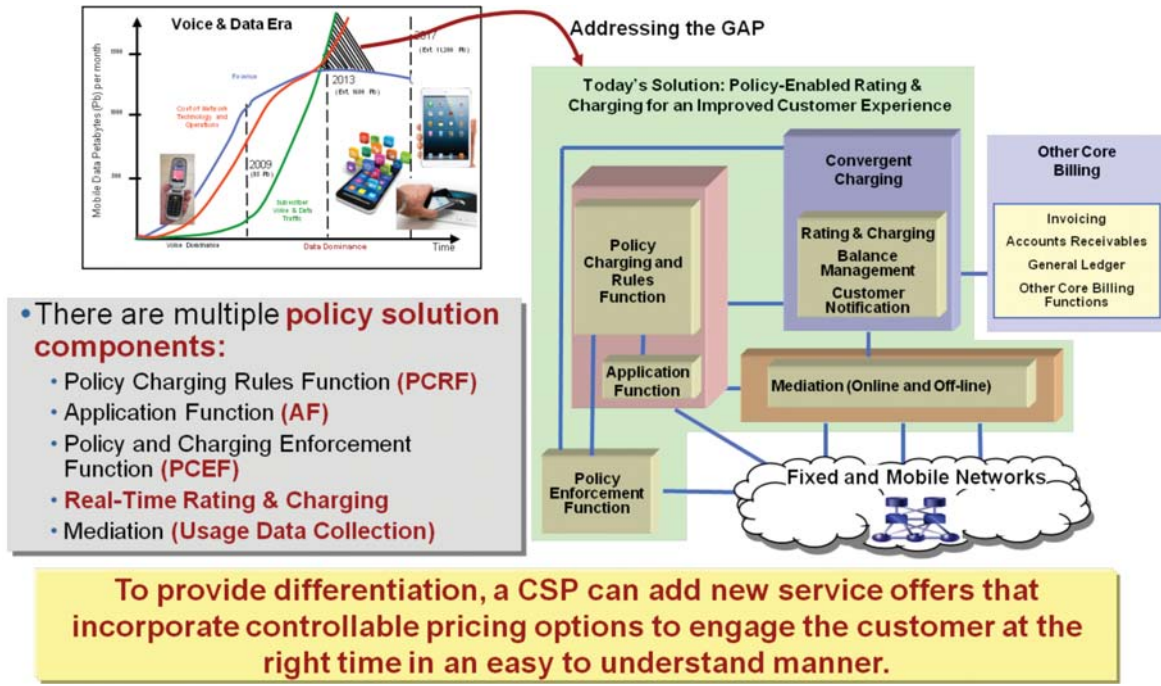 Voice & Data Era
Mobile Data Petabytes (Pb) per month
Revenue
Cost of Network
Technology and
Operations
2009
2013
2017
Subscriber
Voice & Data
Traffic
Voice Dominance
Data Dominance
Time
Addressing the GAP
Today's Solution: Policy-Enabled Rating &
Charging for an Improved Customer Experience
Convergent
Charging
Rating & Charging
Balance
Management
Customer
Notification
Policy
Charging and
Rules
Function
Application
Function
Mediation (Online and Off-line)
Policy
Enforcement
Function
Fixed and Mobile Networks
Other Core
Billing
Invoicing
Accounts Receivables
General Ledger
Other Core Billing
Functions
• There are multiple policy solution
components:
• Policy Charging Rules Function (PCRF)
• Application Function (AF)
• Policy and Charging Enforcement
Function (PCEF)
• Real-Time Rating & Charging
• Mediation (Usage Data Collection)
To provide differentiation, a CSP can add new service offers that
incorporate controllable pricing options to engage the customer at the
right time in an easy to understand manner.